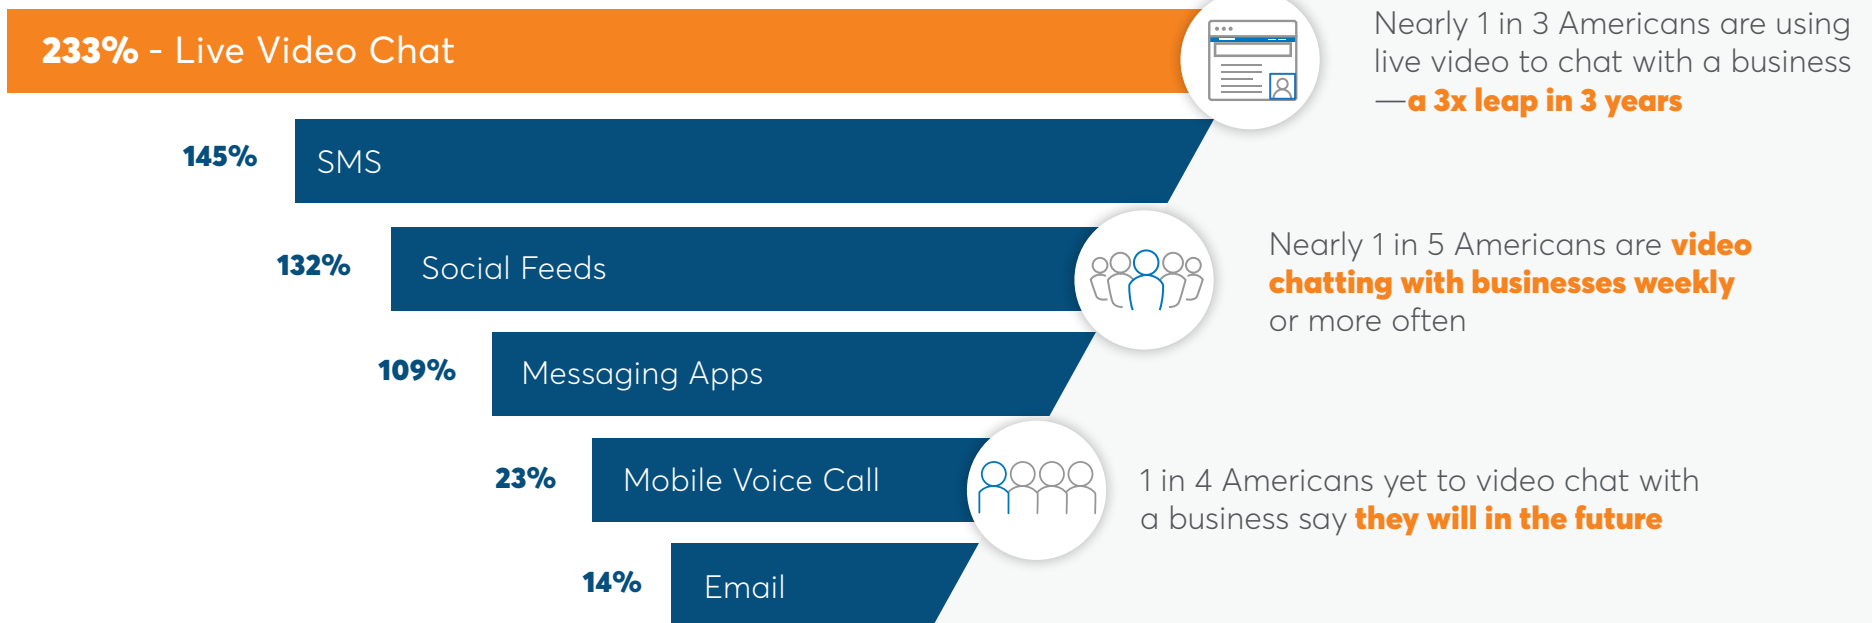 233% - Live Video Chat
Nearly 1 in 3 Americans are using
live video to chat with a business
—a 3x leap in 3 years
145%
SMS
132%
Social Feeds
Nearly 1 in 5 Americans are video
chatting with businesses weekly
or more often
109%
Messaging Apps
23%
Mobile Voice Call
1 in 4 Americans yet to video chat with
a business say they will in the future
14%
Email